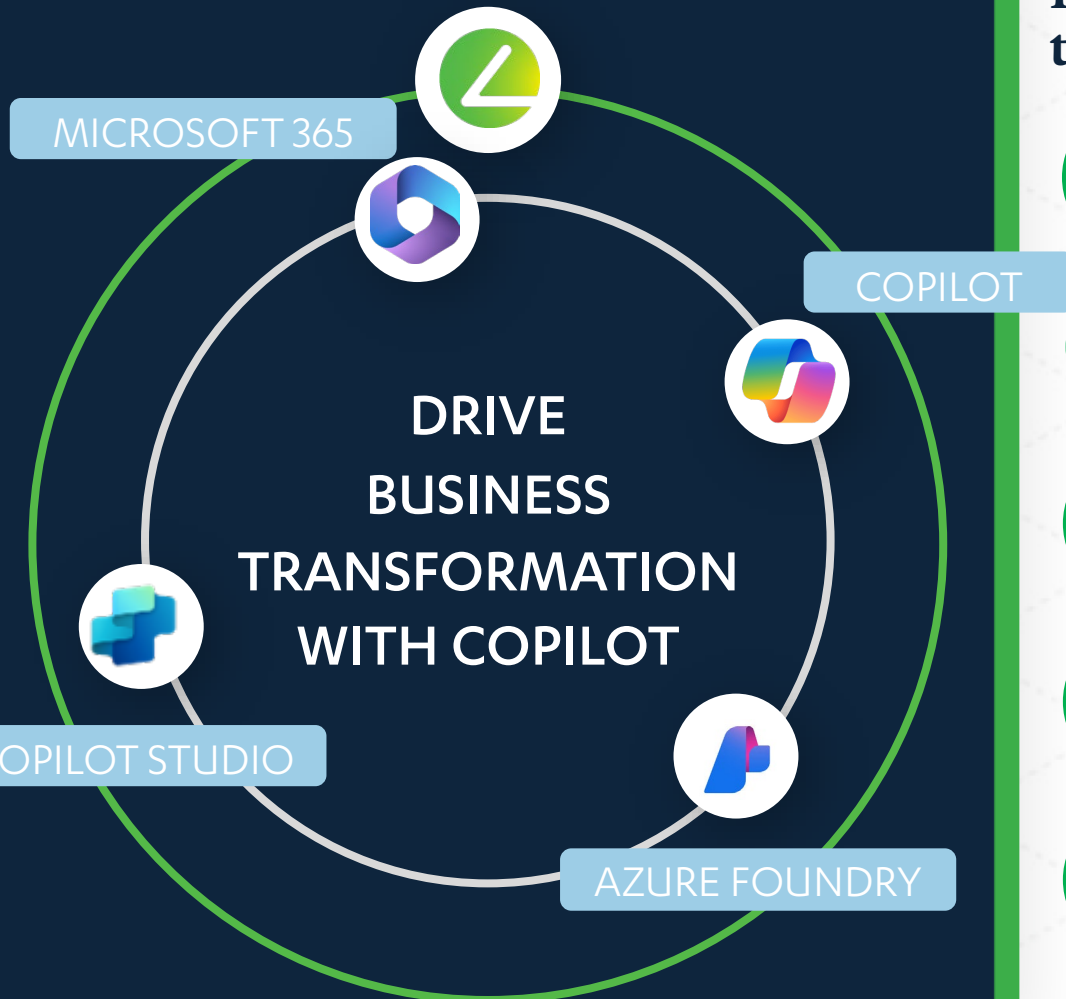 MICROSOFT 365
COPILOT
DRIVE
BUSINESS
TRANSFORMATION
WITH COPILOT
OPILOT STUDIO
AZURE FOUNDRY